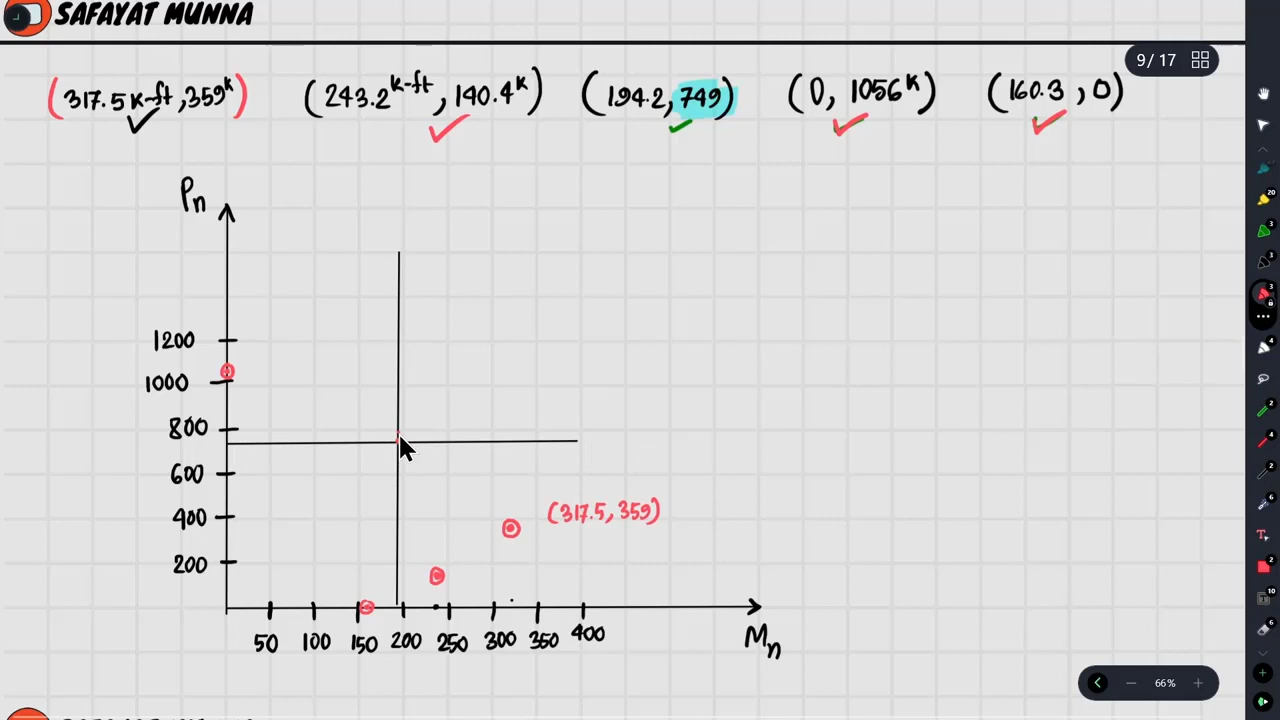 SAFAYAT MUNNA
9/17
(317.5 k-ft, 359k) (243.2k-ft, 140.4k) (194.2, 749) (0, 1056k) (160.3, 0)
Pn
1200
1000
800
600
400
(317.5, 359)
200
50 100 150 200 250 300 350 400
Mn
66%